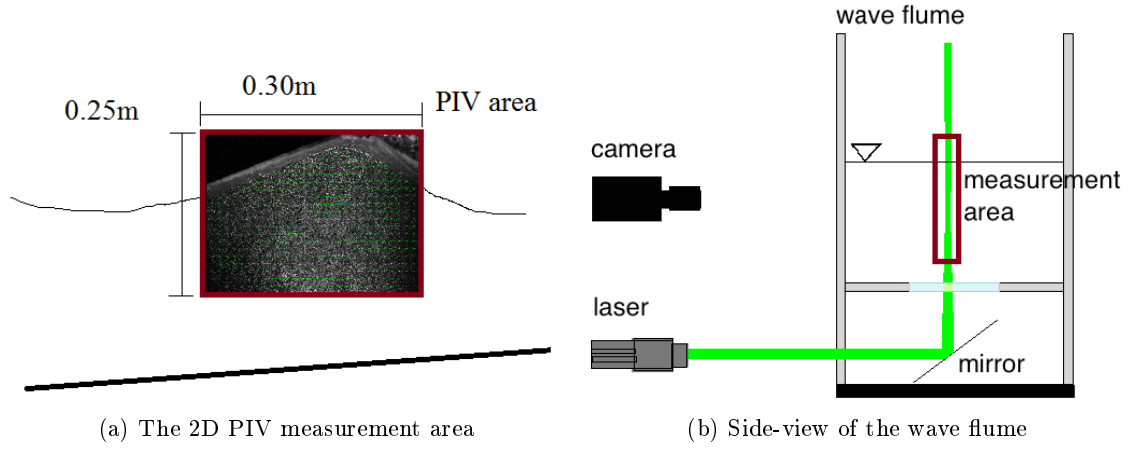 0.30m
0.25m
PIV area
(a) The 2D PIV measurement area
wave flume
camera
measurement
area
laser
mirror
(b) Side-view of the wave flume